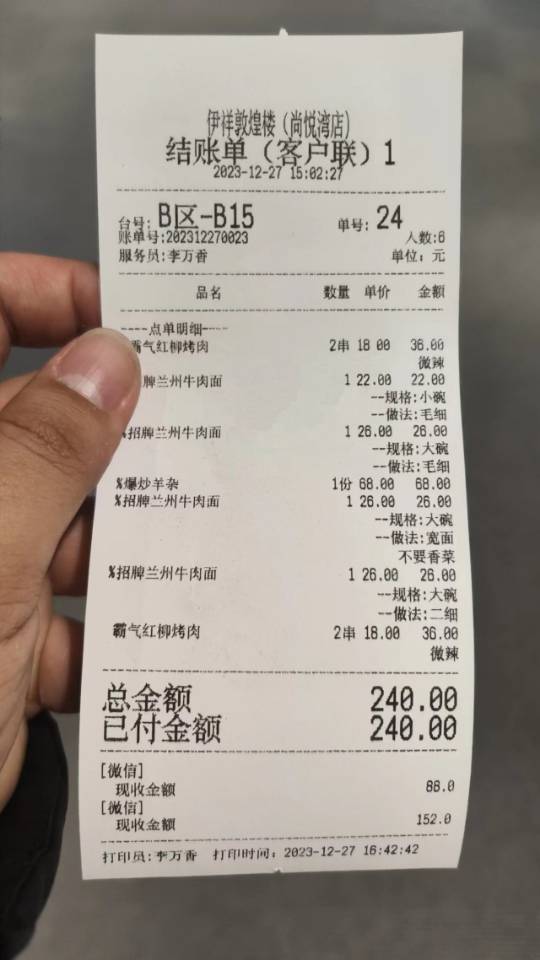 伊祥敦煌楼（尚悦湾店）
结账单（客户联）1
2023-12-27 15:02:27
台号: B区-B15 单号: 24
账单号:202312270023 人数:6
服务员:李万香 单位：元
品名 数量 单价 金额
----点单明细----
霸气红柳烤肉 2串 18.00 36.00
微辣
招牌兰州牛肉面 1 22.00 22.00
--规格:小碗
--做法:毛细
%招牌兰州牛肉面 1 26.00 26.00
--规格:大碗
--做法:毛细
%爆炒羊杂 1份 68.00 68.00
%招牌兰州牛肉面 1 26.00 26.00
--规格:大碗
--做法:宽面
不要香菜
%招牌兰州牛肉面 1 26.00 26.00
--规格:大碗
--做法:二细
霸气红柳烤肉 2串 18.00 36.00
微辣
总金额 240.00
已付金额 240.00
[微信]
现收金额 88.0
[微信]
现收金额 152.0
打印员:李万香 打印时间：2023-12-27 16:42:42